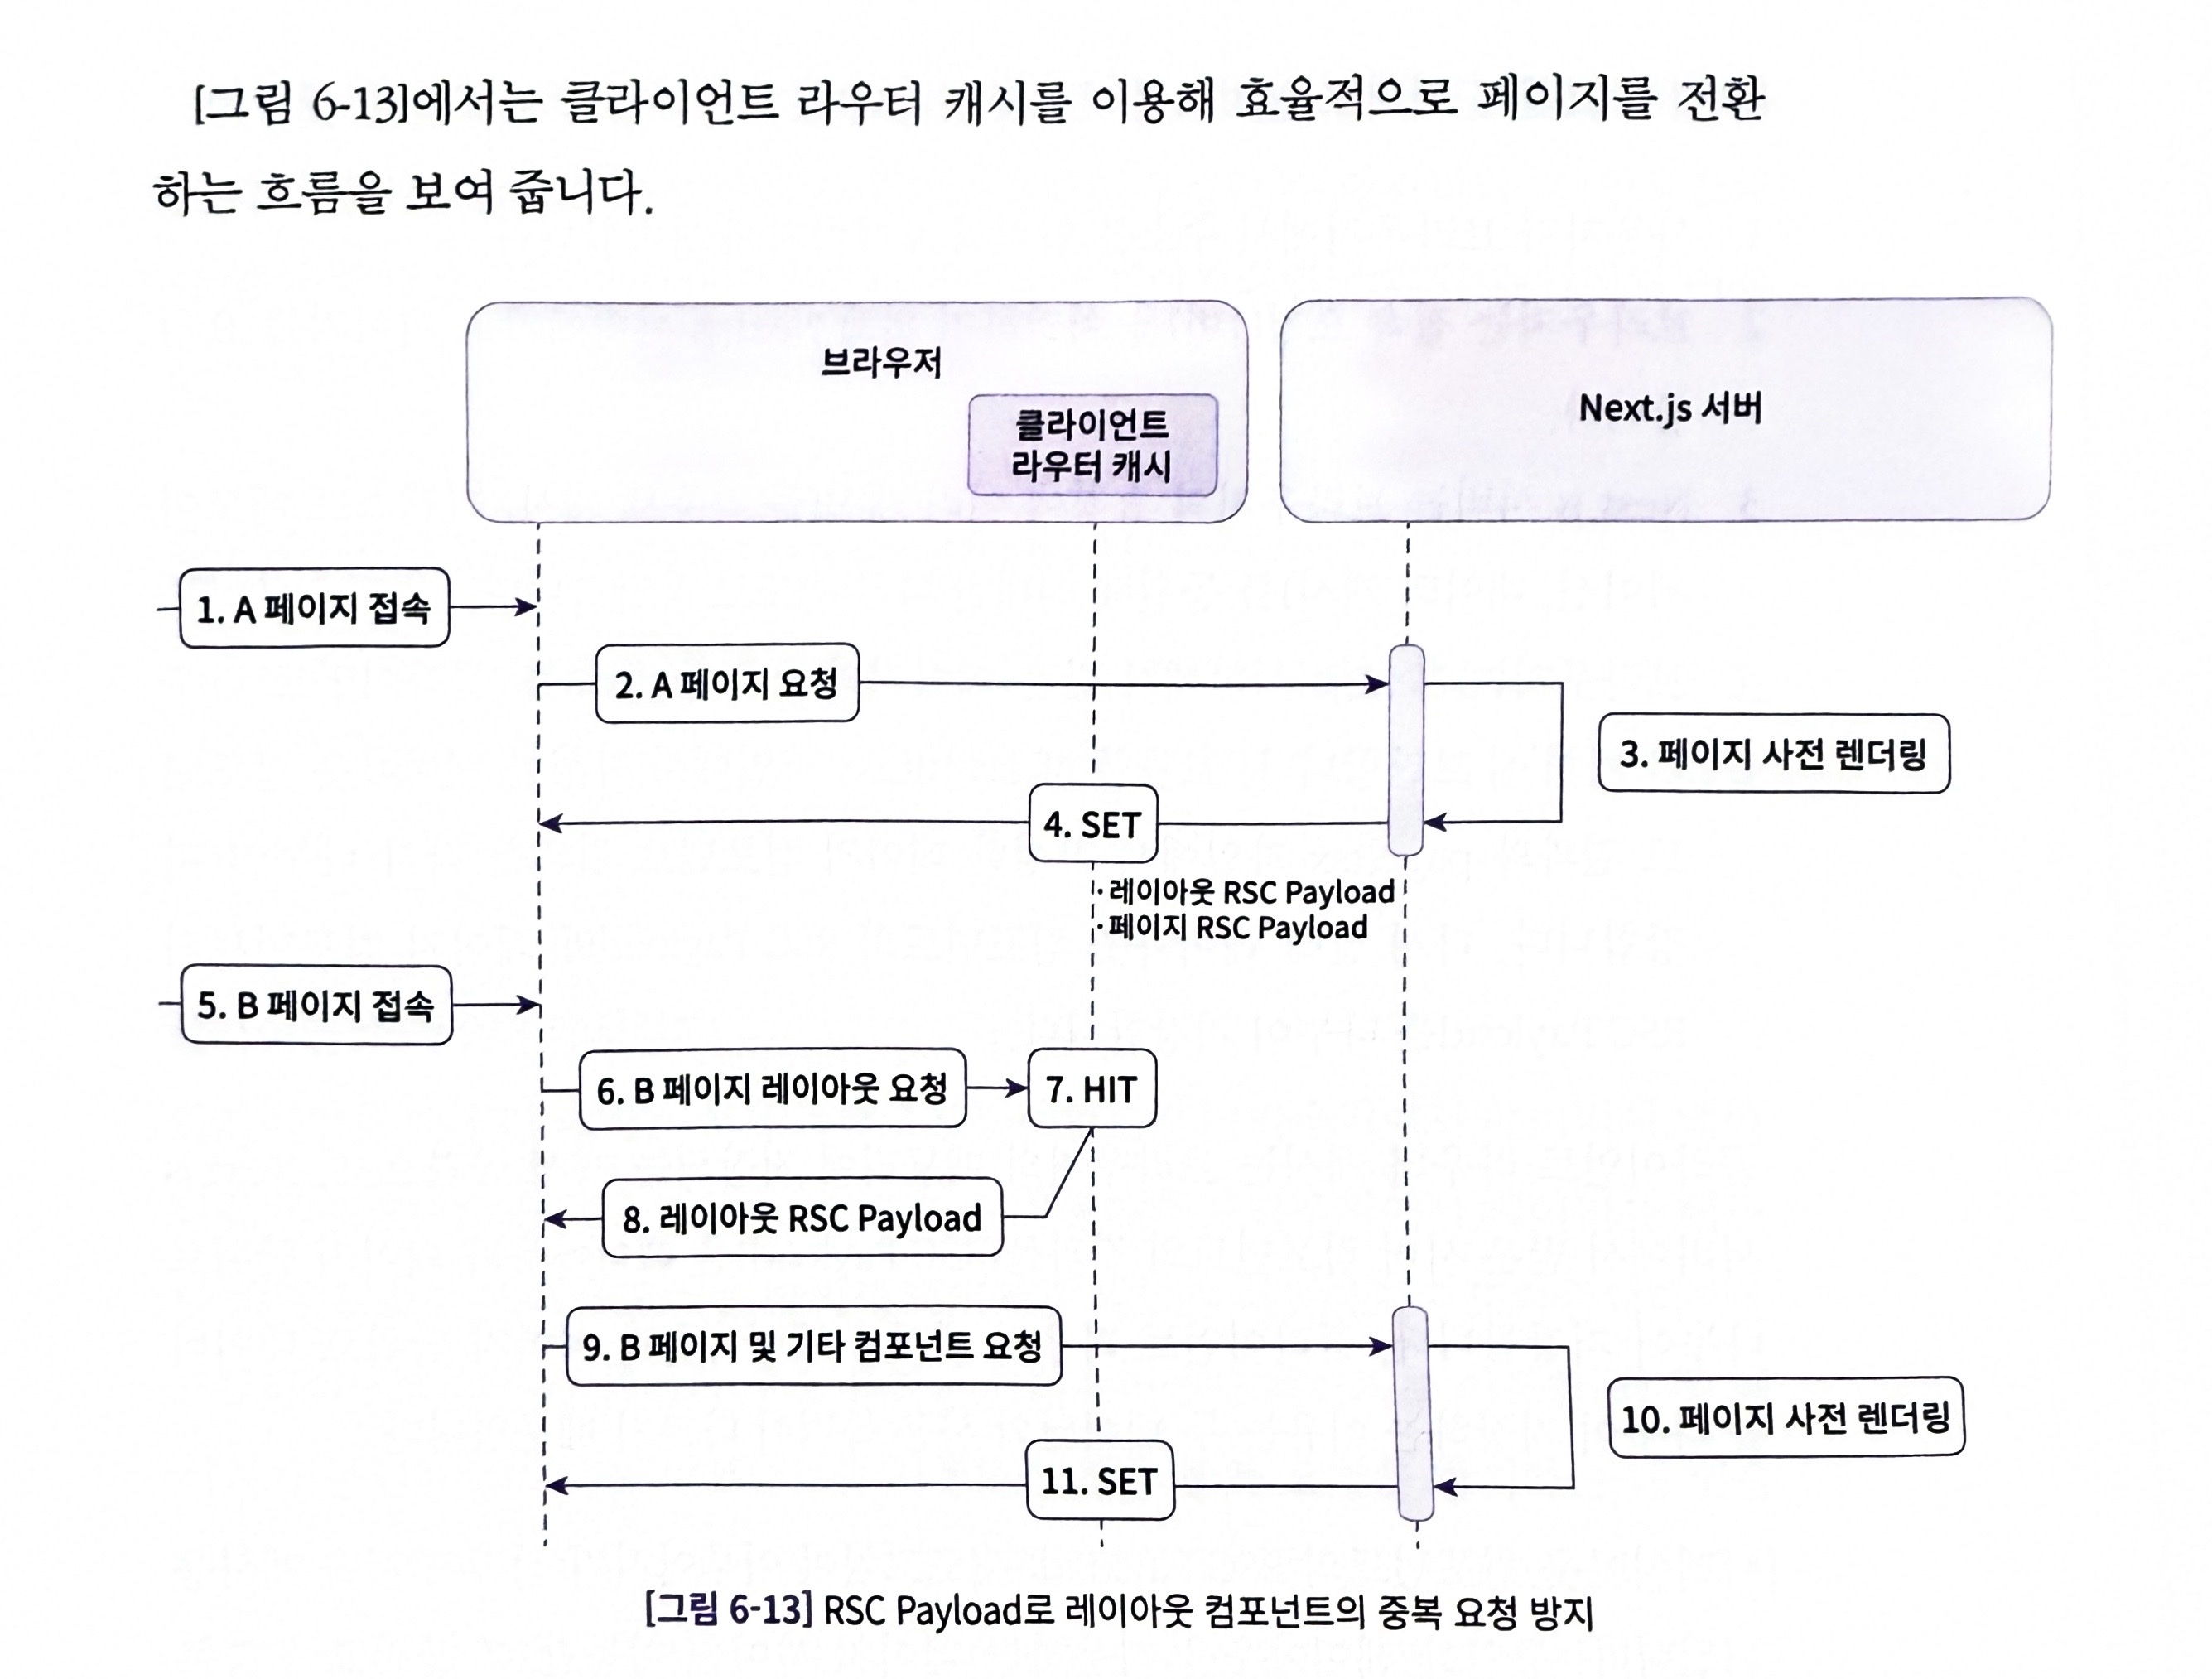 [그림 6-13]에서는 클라이언트 라우터 캐시를 이용해 효율적으로 페이지를 전환
하는 흐름을 보여 줍니다.
브라우저
클라이언트
라우터 캐시
Next.js 서버
1. A 페이지 접속
2. A 페이지 요청
3. 페이지 사전 렌더링
4. SET
· 레이아웃 RSC Payload
· 페이지 RSC Payload
5. B 페이지 접속
6. B 페이지 레이아웃 요청
7. HIT
8. 레이아웃 RSC Payload
9. B 페이지 및 기타 컴포넌트 요청
10. 페이지 사전 렌더링
11. SET
[그림 6-13] RSC Payload로 레이아웃 컴포넌트의 중복 요청 방지